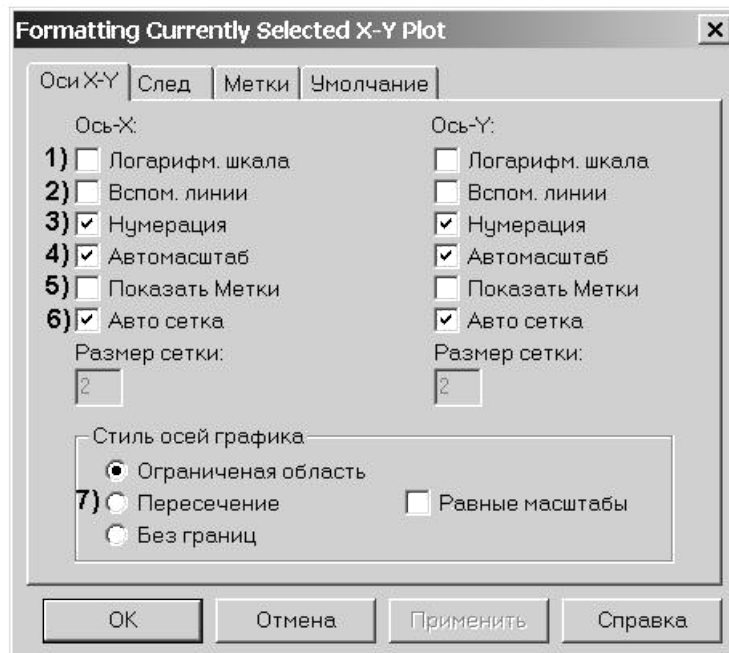 Formatting Currently Selected X-Y Plot
Оси X-Y След Метки Умолчание
Ось-X: Ось-Y:
1) Логарифм. шкала Логарифм. шкала
2) Вспом. линии Вспом. линии
3) Нумерация Нумерация
4) Автомасштаб Автомасштаб
5) Показать Метки Показать Метки
6) Авто сетка Авто сетка
Размер сетки: Размер сетки:
2 2
Стиль осей графика
Ограниченая область
7) Пересечение Равные масштабы
Без границ
OK Отмена Применить Справка